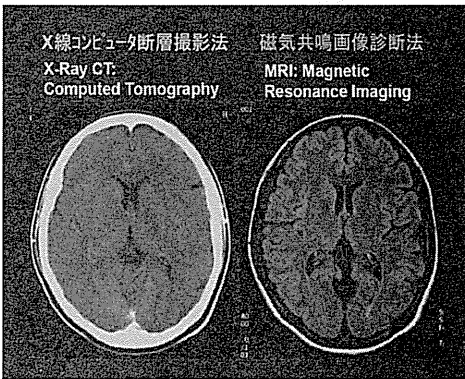 X線コンピュータ断層撮影法
X-Ray CT:
Computed Tomography
磁気共鳴画像診断法
MRI: Magnetic
Resonance Imaging